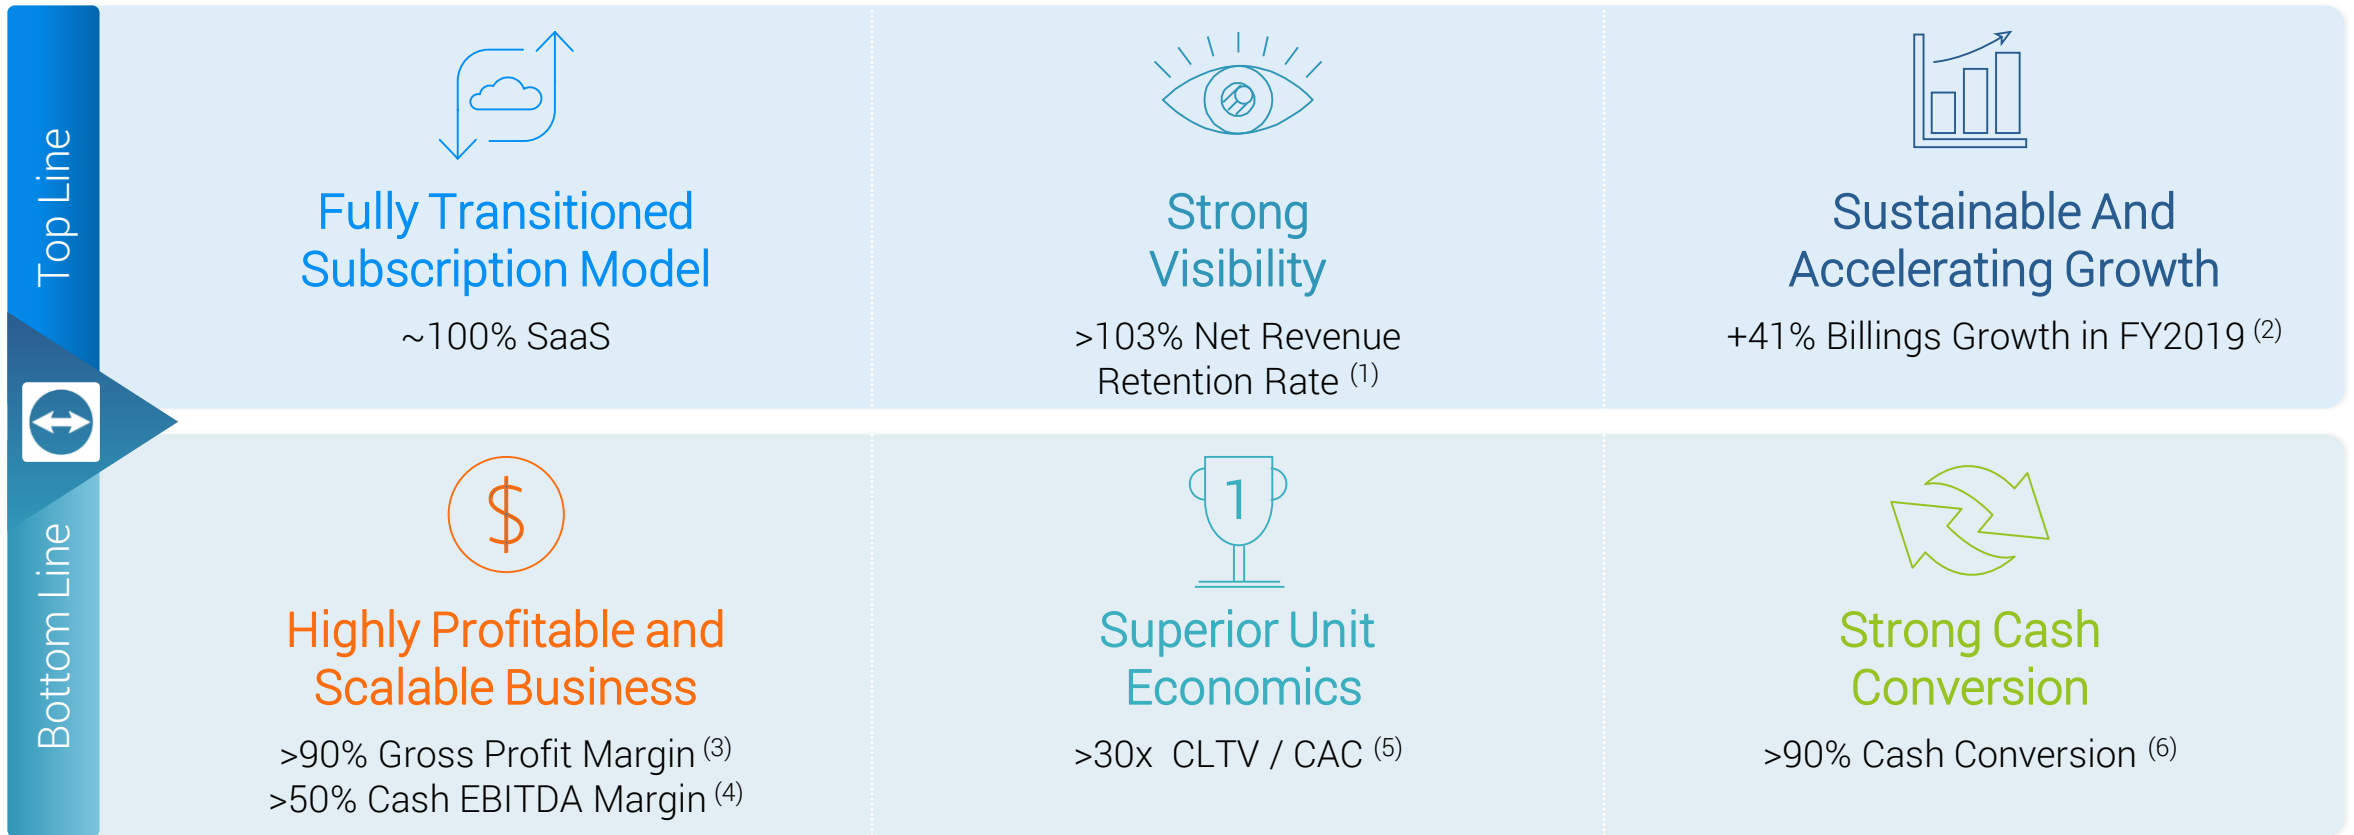 Top Line
Fully Transitioned
Subscription Model
~100% SaaS
Strong
Visibility
>103% Net Revenue
Retention Rate (1)
Sustainable And
Accelerating Growth
+41% Billings Growth in FY2019 (2)
Bottom Line
$
Highly Profitable and
Scalable Business
>90% Gross Profit Margin (3)
>50% Cash EBITDA Margin (4)
1
Superior Unit
Economics
>30x CLTV / CAC (5)
Strong Cash
Conversion
>90% Cash Conversion (6)